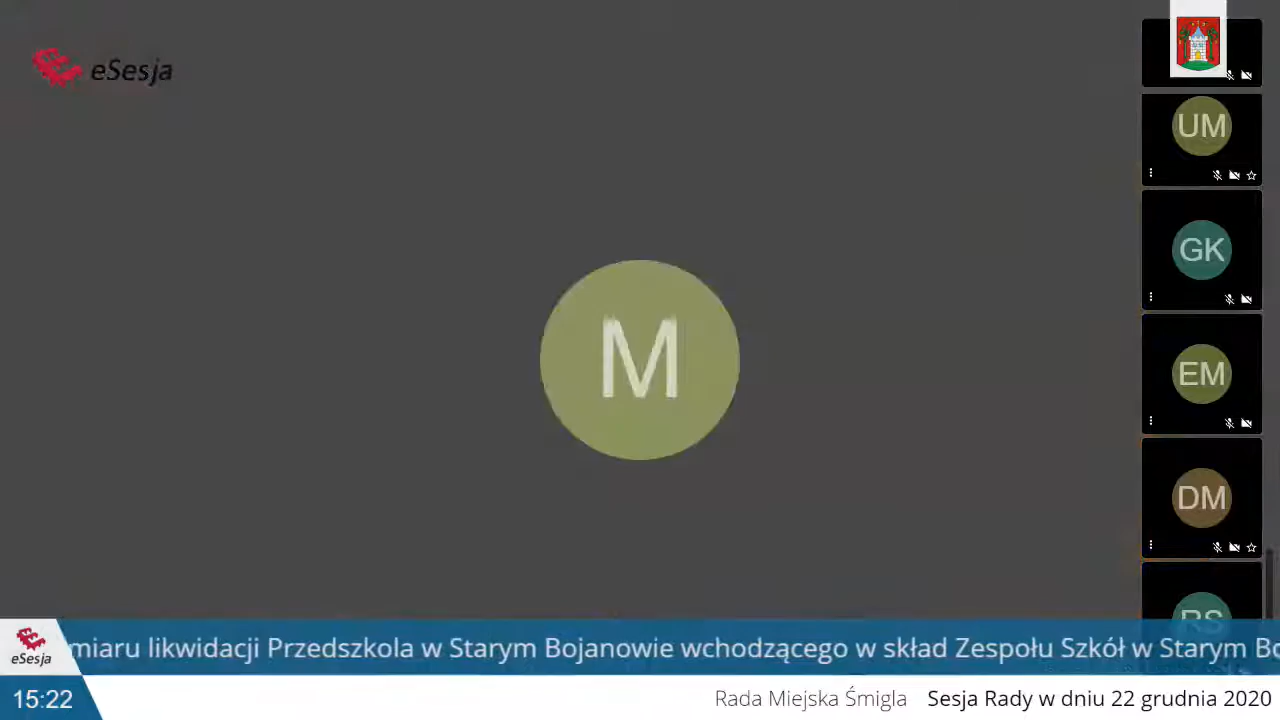 eSesja
UM
GK
EM
DM
RS
M
eSesja
miaru likwidacji Przedszkola w Starym Bojanowie wchodzącego w skład Zespołu Szkół w Starym Bo
15:22
Rada Miejska Śmigla Sesja Rady w dniu 22 grudnia 2020